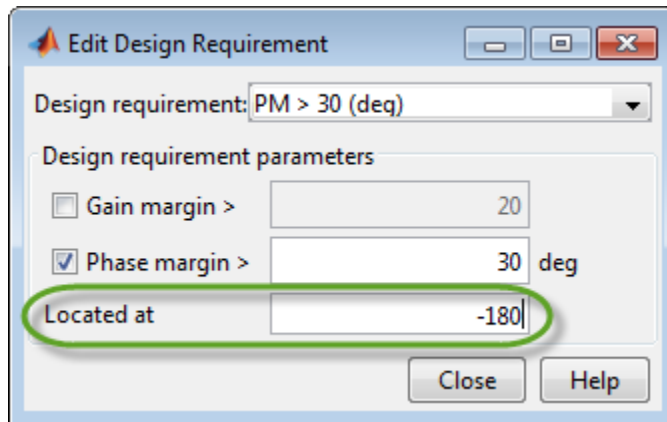 Edit Design Requirement
Design requirement: PM > 30 (deg)
Design requirement parameters
Gain margin > 20
Phase margin > 30 deg
Located at -180
Close Help